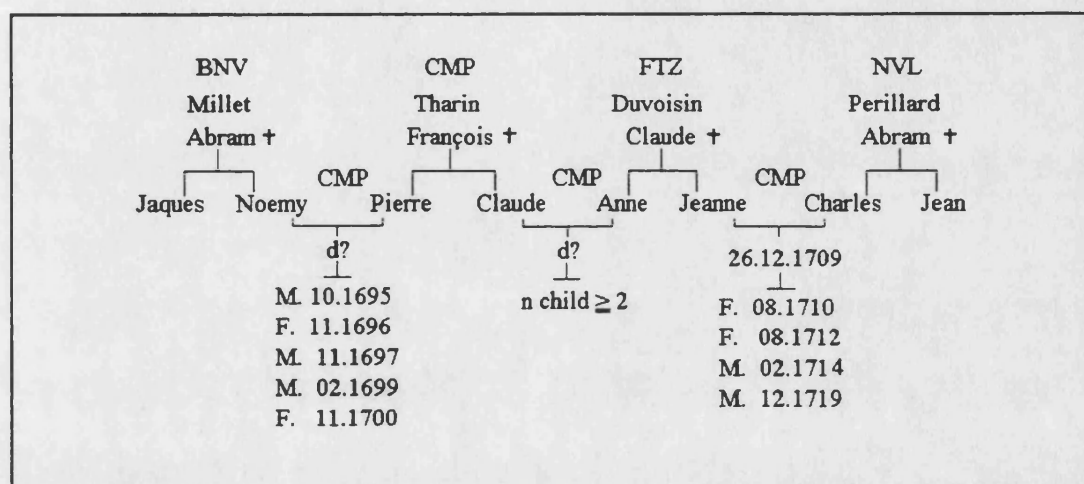 BNV CMP FTZ NVL
Millet Tharin Duvoisin Perillard
Abram † François † Claude † Abram †
CMP CMP CMP
Jaques Noemy Pierre Claude Anne Jeanne Charles Jean
d? d? 26.12.1709
M. 10.1695
F. 11.1696
M. 11.1697
M. 02.1699
F. 11.1700
n child ≧ 2
F. 08.1710
F. 08.1712
M. 02.1714
M. 12.1719